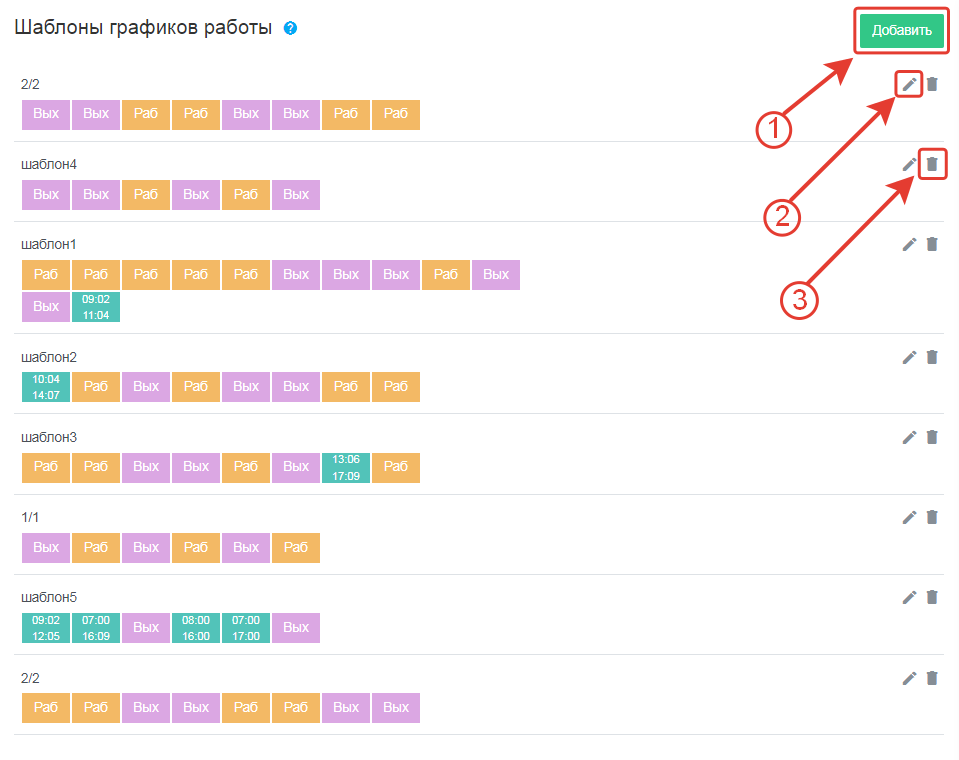 Шаблоны графиков работы ?
Добавить
1
2/2
Вых Вых Раб Раб Вых Вых Раб Раб
шаблон4
2
Вых Вых Раб Вых Раб Вых
шаблон1
Раб Раб Раб Раб Раб Вых Вых Вых Раб Вых
3
Вых 09:02
11:04
шаблон2
10:04 Раб Вых Раб Вых Вых Раб Раб
14:07
шаблон3
Раб Раб Вых Вых Раб Вых 13:06 Раб
17:09
1/1
Вых Раб Вых Раб Вых Раб
шаблон5
09:02 07:00 Вых 08:00 07:00 Вых
12:05 16:09 16:00 17:00
2/2
Раб Раб Вых Вых Раб Раб Вых Вых